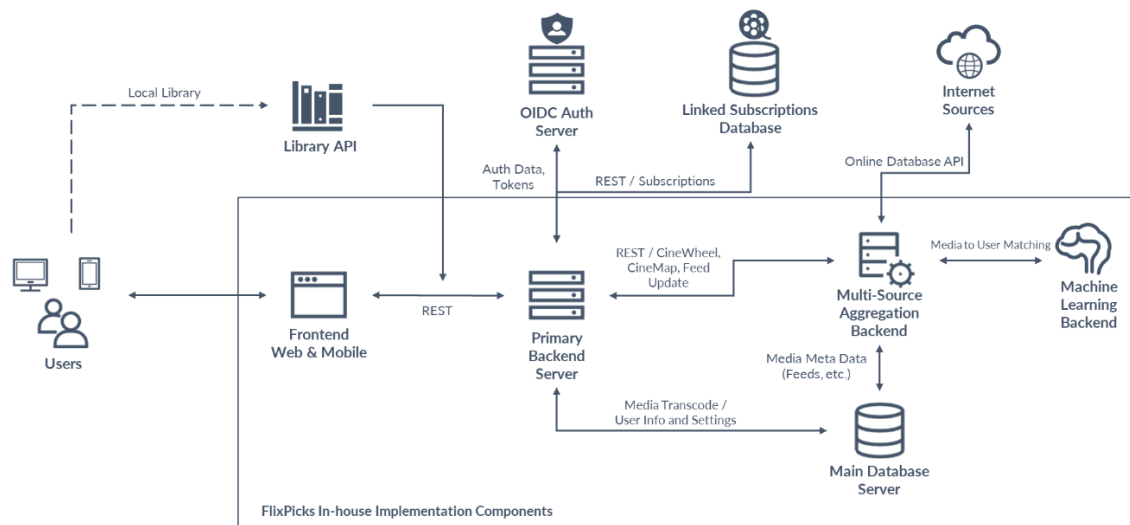 Local Library
Library API
OIDC Auth
Server
Linked Subscriptions
Database
Internet
Sources
Auth Data,
Tokens
REST / Subscriptions
Online Database API
Users
Frontend
Web & Mobile
REST
Primary
Backend
Server
REST / CineWheel,
CineMap, Feed
Update
Multi-Source
Aggregation
Backend
Media to User Matching
Machine
Learning
Backend
Media Meta Data
(Feeds, etc.)
Media Transcode /
User Info and Settings
Main Database
Server
FlixPicks In-house Implementation Components